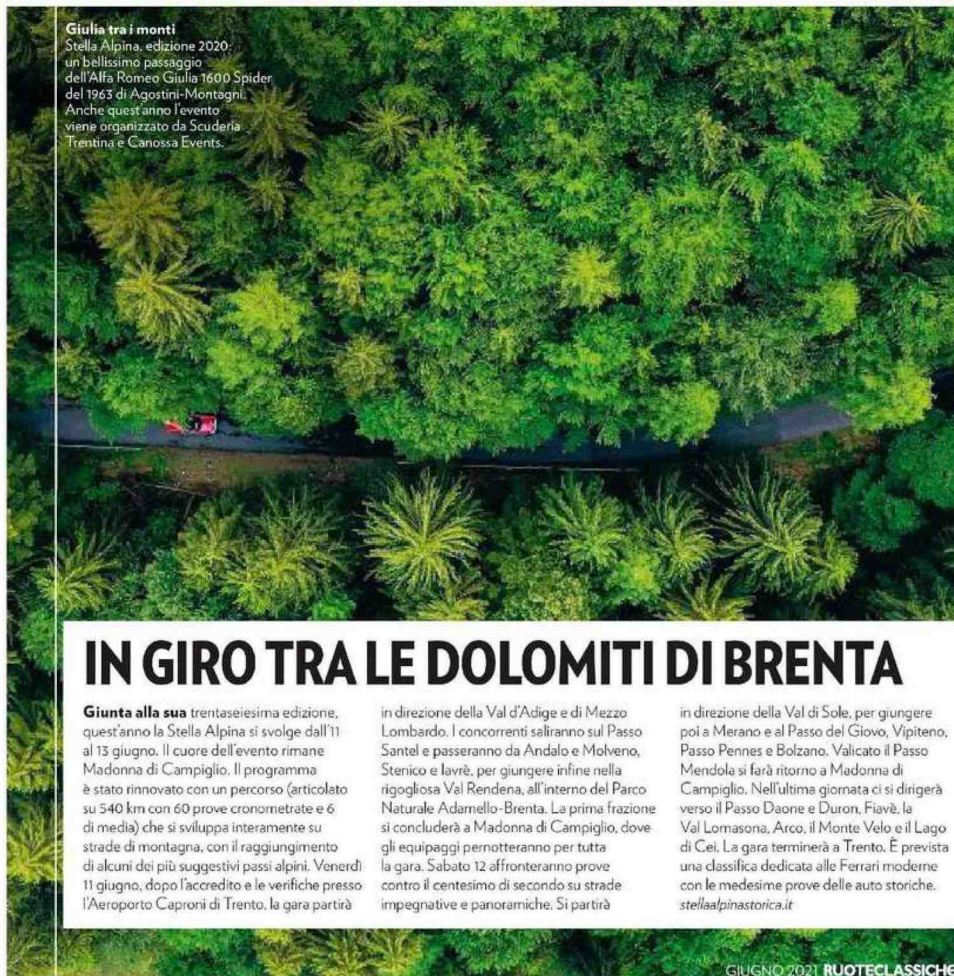 Giulia tra i monti
Stella Alpina, edizione 2020:
un bellissimo passaggio
dell'Alfa Romeo Giulia 1600 Spider
del 1963 di Agostini-Montagni.
Anche quest'anno l'evento
viene organizzato da Scuderia
Trentina e Canossa Events.
IN GIRO TRA LE DOLOMITI DI BRENTA
Giunta alla sua trentaseiesima edizione,
quest'anno la Stella Alpina si svolge dall'11
al 13 giugno. Il cuore dell'evento rimane
Madonna di Campiglio. Il programma
è stato rinnovato con un percorso (articolato
su 540 km con 60 prove cronometrate e 6
di media) che si sviluppa interamente su
strade di montagna, con il raggiungimento
di alcuni dei più suggestivi passi alpini. Venerdì
11 giugno, dopo l'accredito e le verifiche presso
l'Aeroporto Caproni di Trento, la gara partirà
in direzione della Val d'Adige e di Mezzo
Lombardo. I concorrenti saliranno sul Passo
Santel e passeranno da Andalo e Molveno,
Stenico e Iavrè, per giungere infine nella
rigogliosa Val Rendena, all'interno del Parco
Naturale Adamello-Brenta. La prima frazione
si concluderà a Madonna di Campiglio, dove
gli equipaggi pernotteranno per tutta
la gara. Sabato 12 affronteranno prove
contro il centesimo di secondo su strade
impegnative e panoramiche. Si partirà
in direzione della Val di Sole, per giungere
poi a Merano e al Passo del Giovo, Vipiteno,
Passo Pennes e Bolzano. Valicato il Passo
Mendola si farà ritorno a Madonna di
Campiglio. Nell'ultima giornata ci si dirigerà
verso il Passo Daone e Duron, Fiavè, la
Val Lomasona, Arco, il Monte Velo e il Lago
di Cei. La gara terminerà a Trento. È prevista
una classifica dedicata alle Ferrari moderne
con le medesime prove delle auto storiche.
stellaalpinastorica.it
GIUGNO 2021 RUOTECLASSICHE